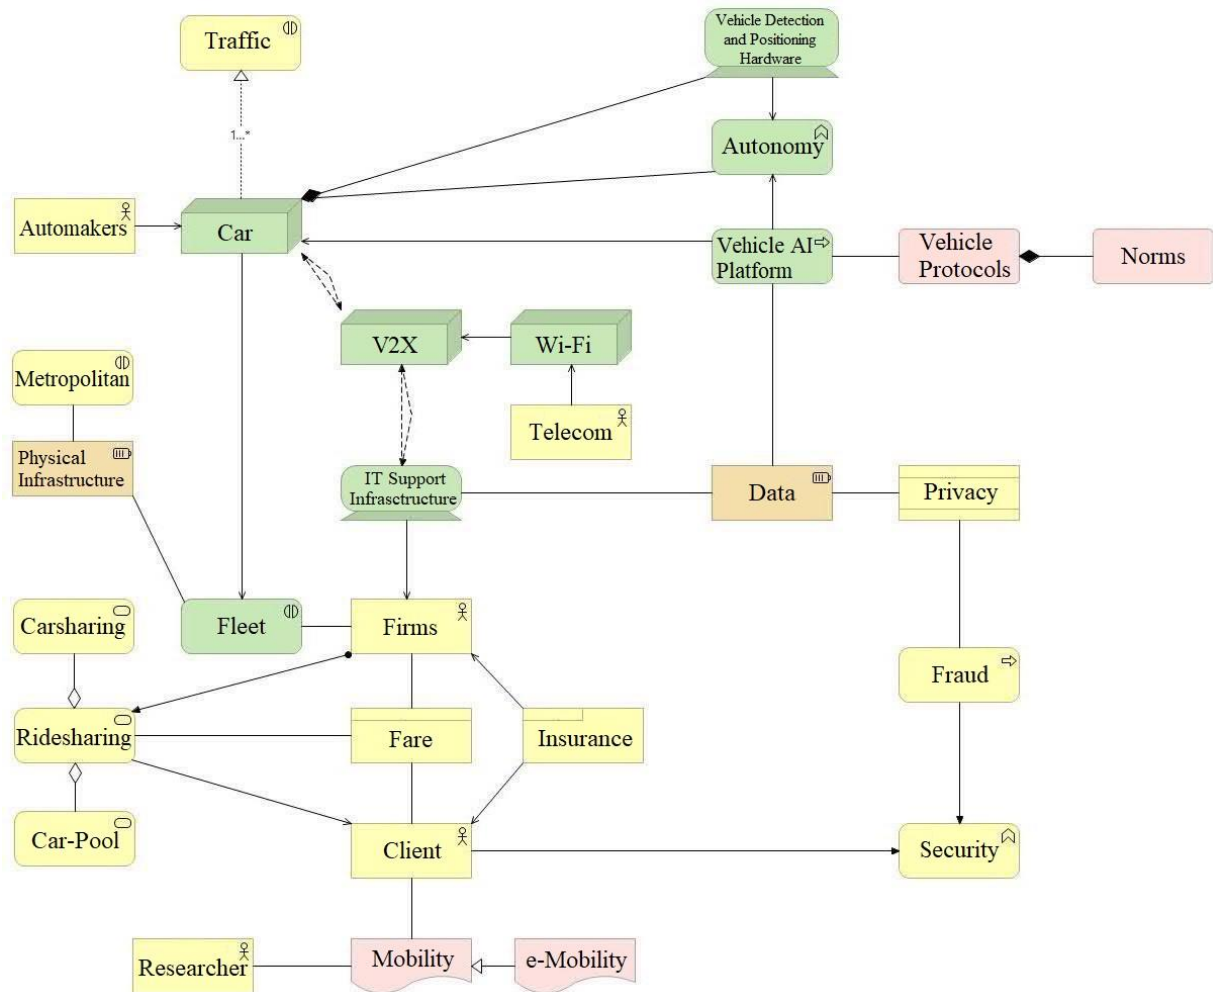 Traffic
Vehicle Detection
and Positioning
Hardware
1...*
Autonomy
Automakers
Car
Vehicle AI
Platform
Vehicle
Protocols
Norms
V2X
Wi-Fi
Metropolitan
Telecom
Physical
Infrastructure
IT Support
Infrasctructure
Data
Privacy
Carsharing
Fleet
Firms
Fraud
Ridesharing
Fare
Insurance
Car-Pool
Client
Security
Researcher
Mobility
e-Mobility